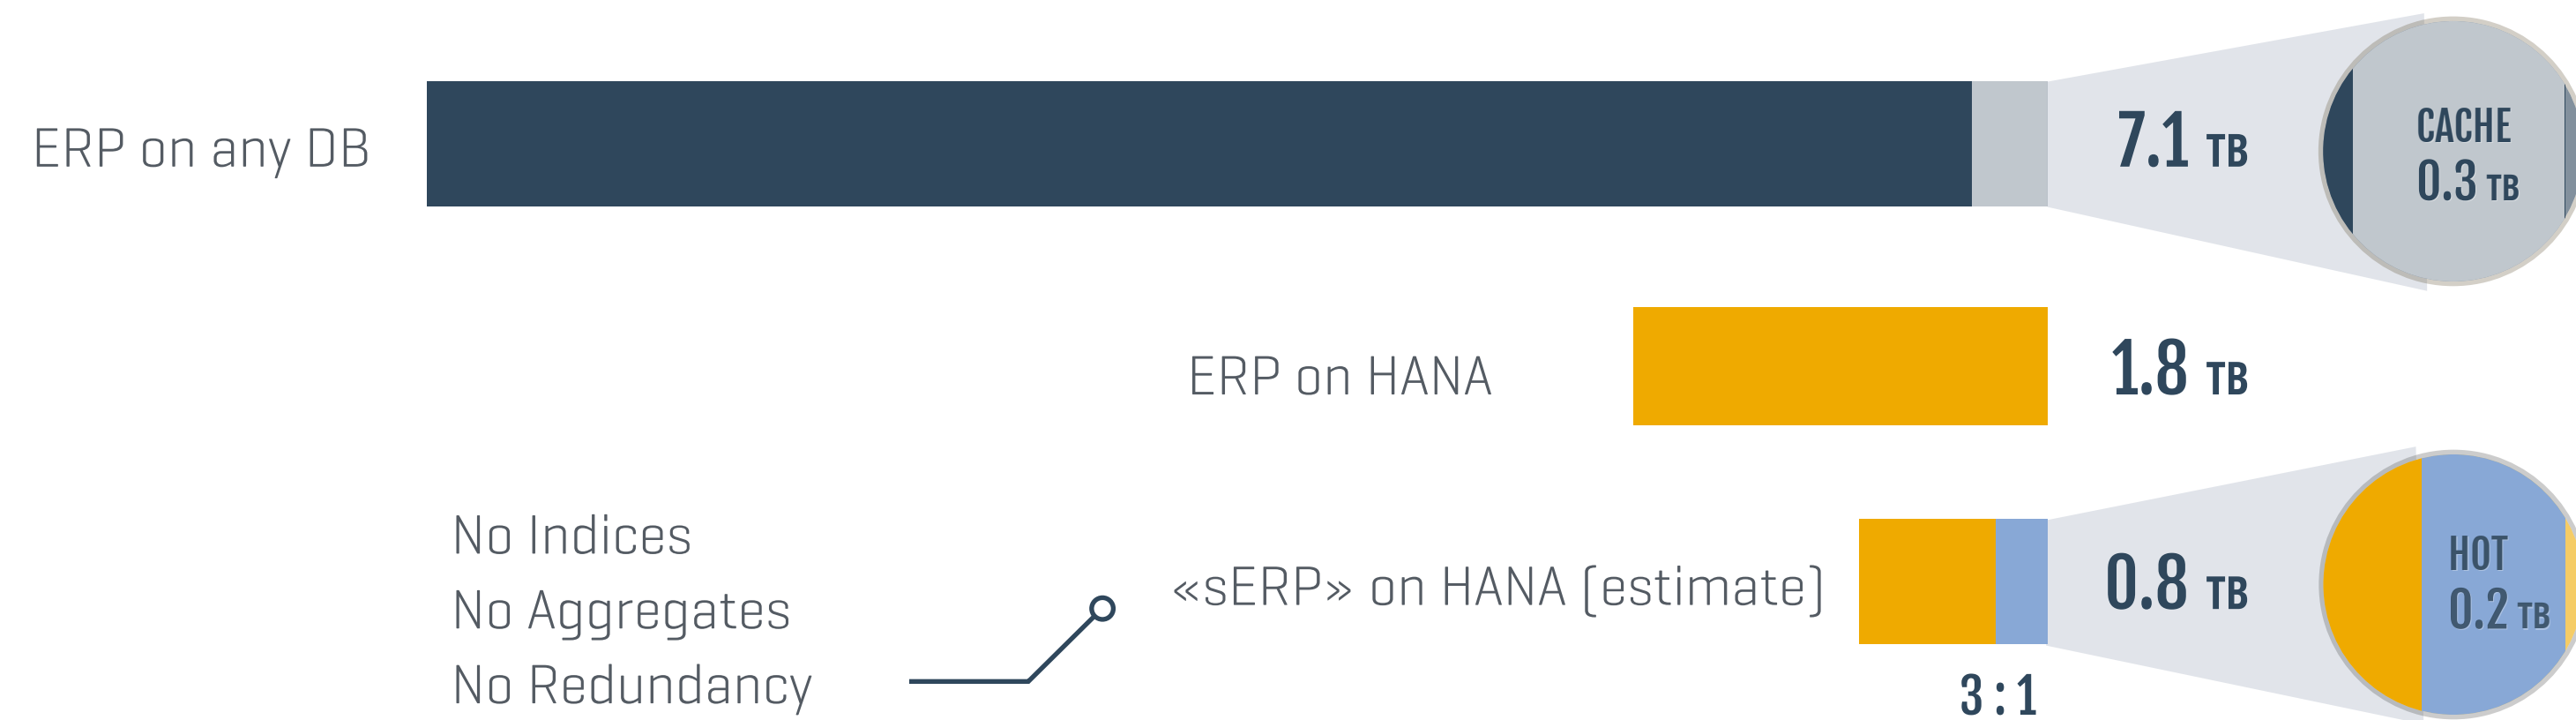 ERP on any DB
7.1 TB
CACHE
0.3 TB
ERP on HANA
1.8 TB
No Indices
No Aggregates
No Redundancy
«sERP» on HANA (estimate)
0.8 TB
HOT
0.2 TB
3 : 1